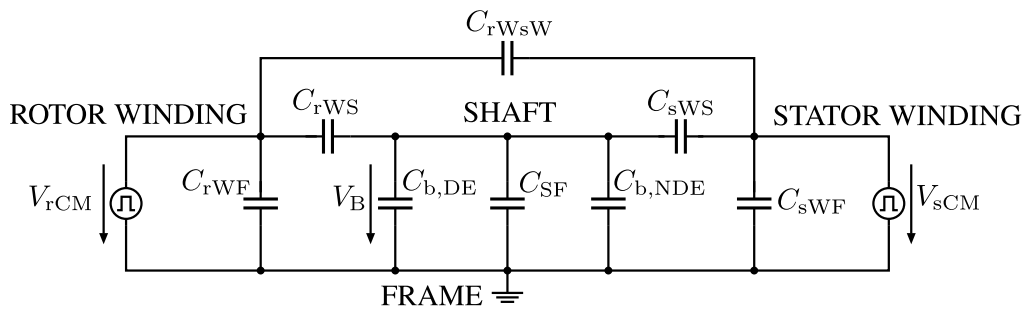 C_rWsW
ROTOR WINDING
C_rWS
SHAFT
C_sWS
STATOR WINDING
V_rCM
C_rWF
V_B
C_b,DE
C_SF
C_b,NDE
C_sWF
V_sCM
FRAME